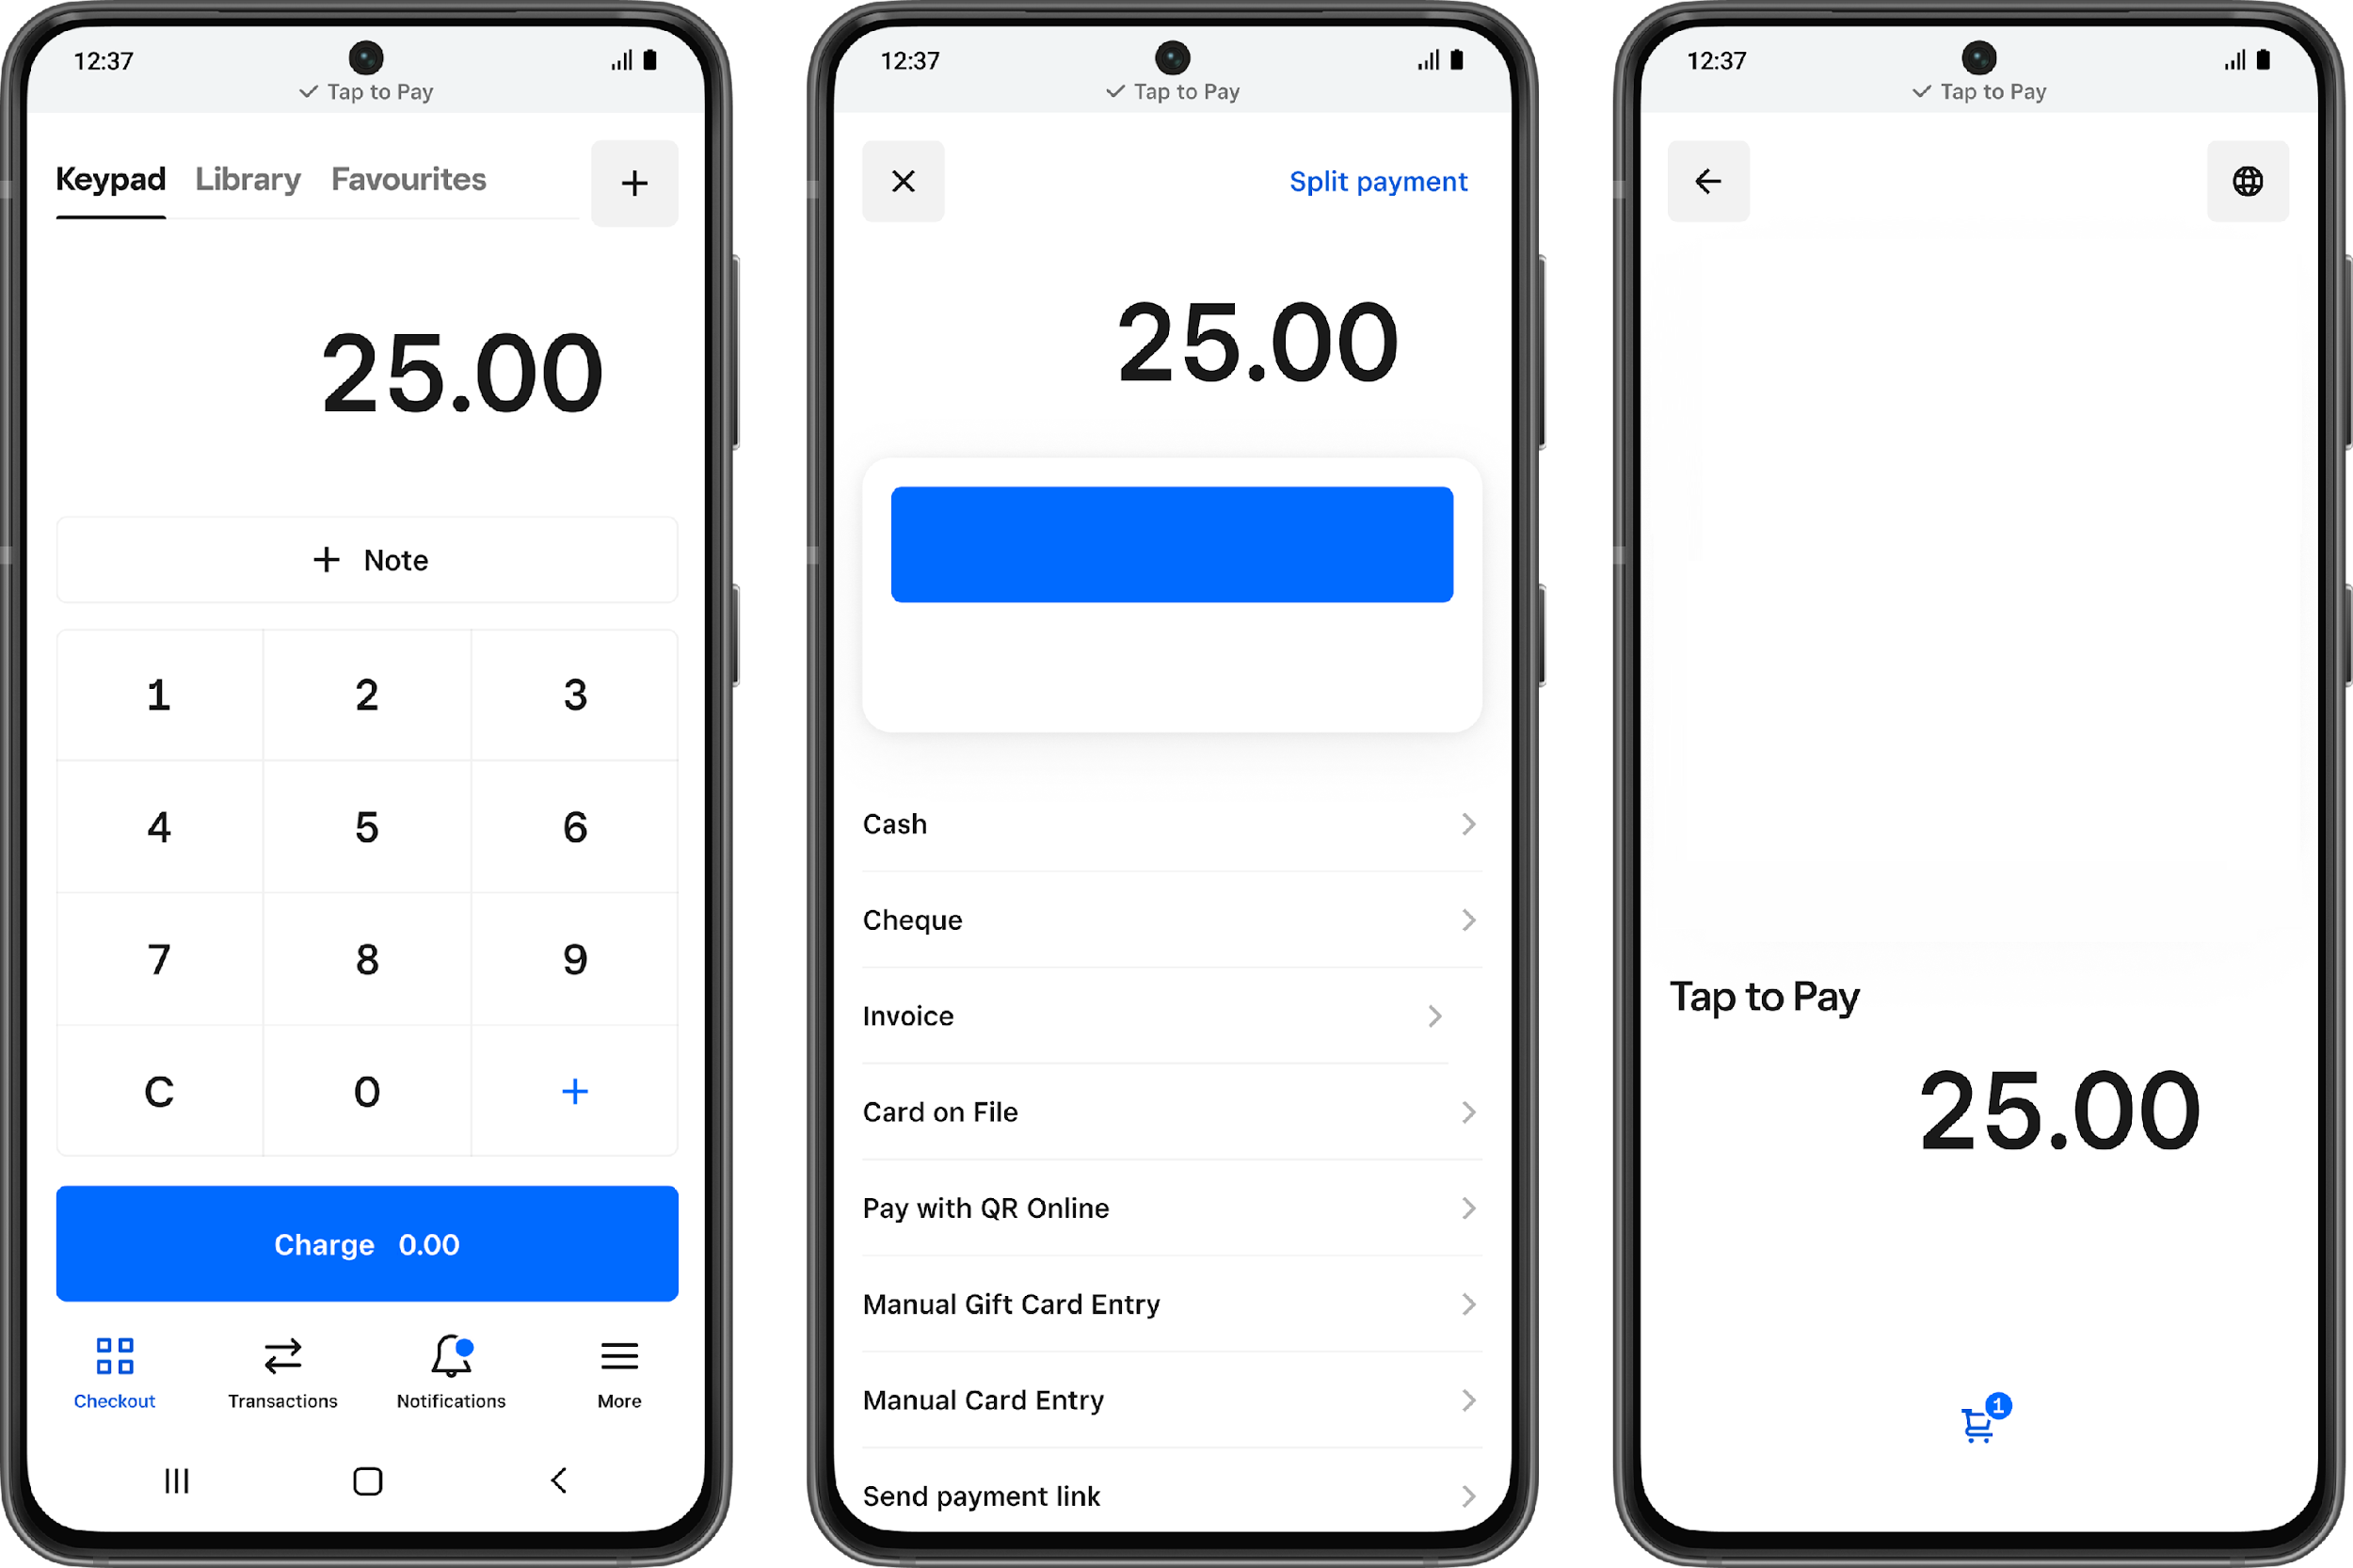 12:37
Tap to Pay
Keypad Library Favourites
25.00
Note
1 2 3
4 5 6
7 8 9
C 0 +
Charge 0.00
Checkout Transactions Notifications More
12:37
Tap to Pay
Split payment
25.00
Cash
Cheque
Invoice
Card on File
Pay with QR Online
Manual Gift Card Entry
Manual Card Entry
Send payment link
12:37
Tap to Pay
Tap to Pay
25.00
1